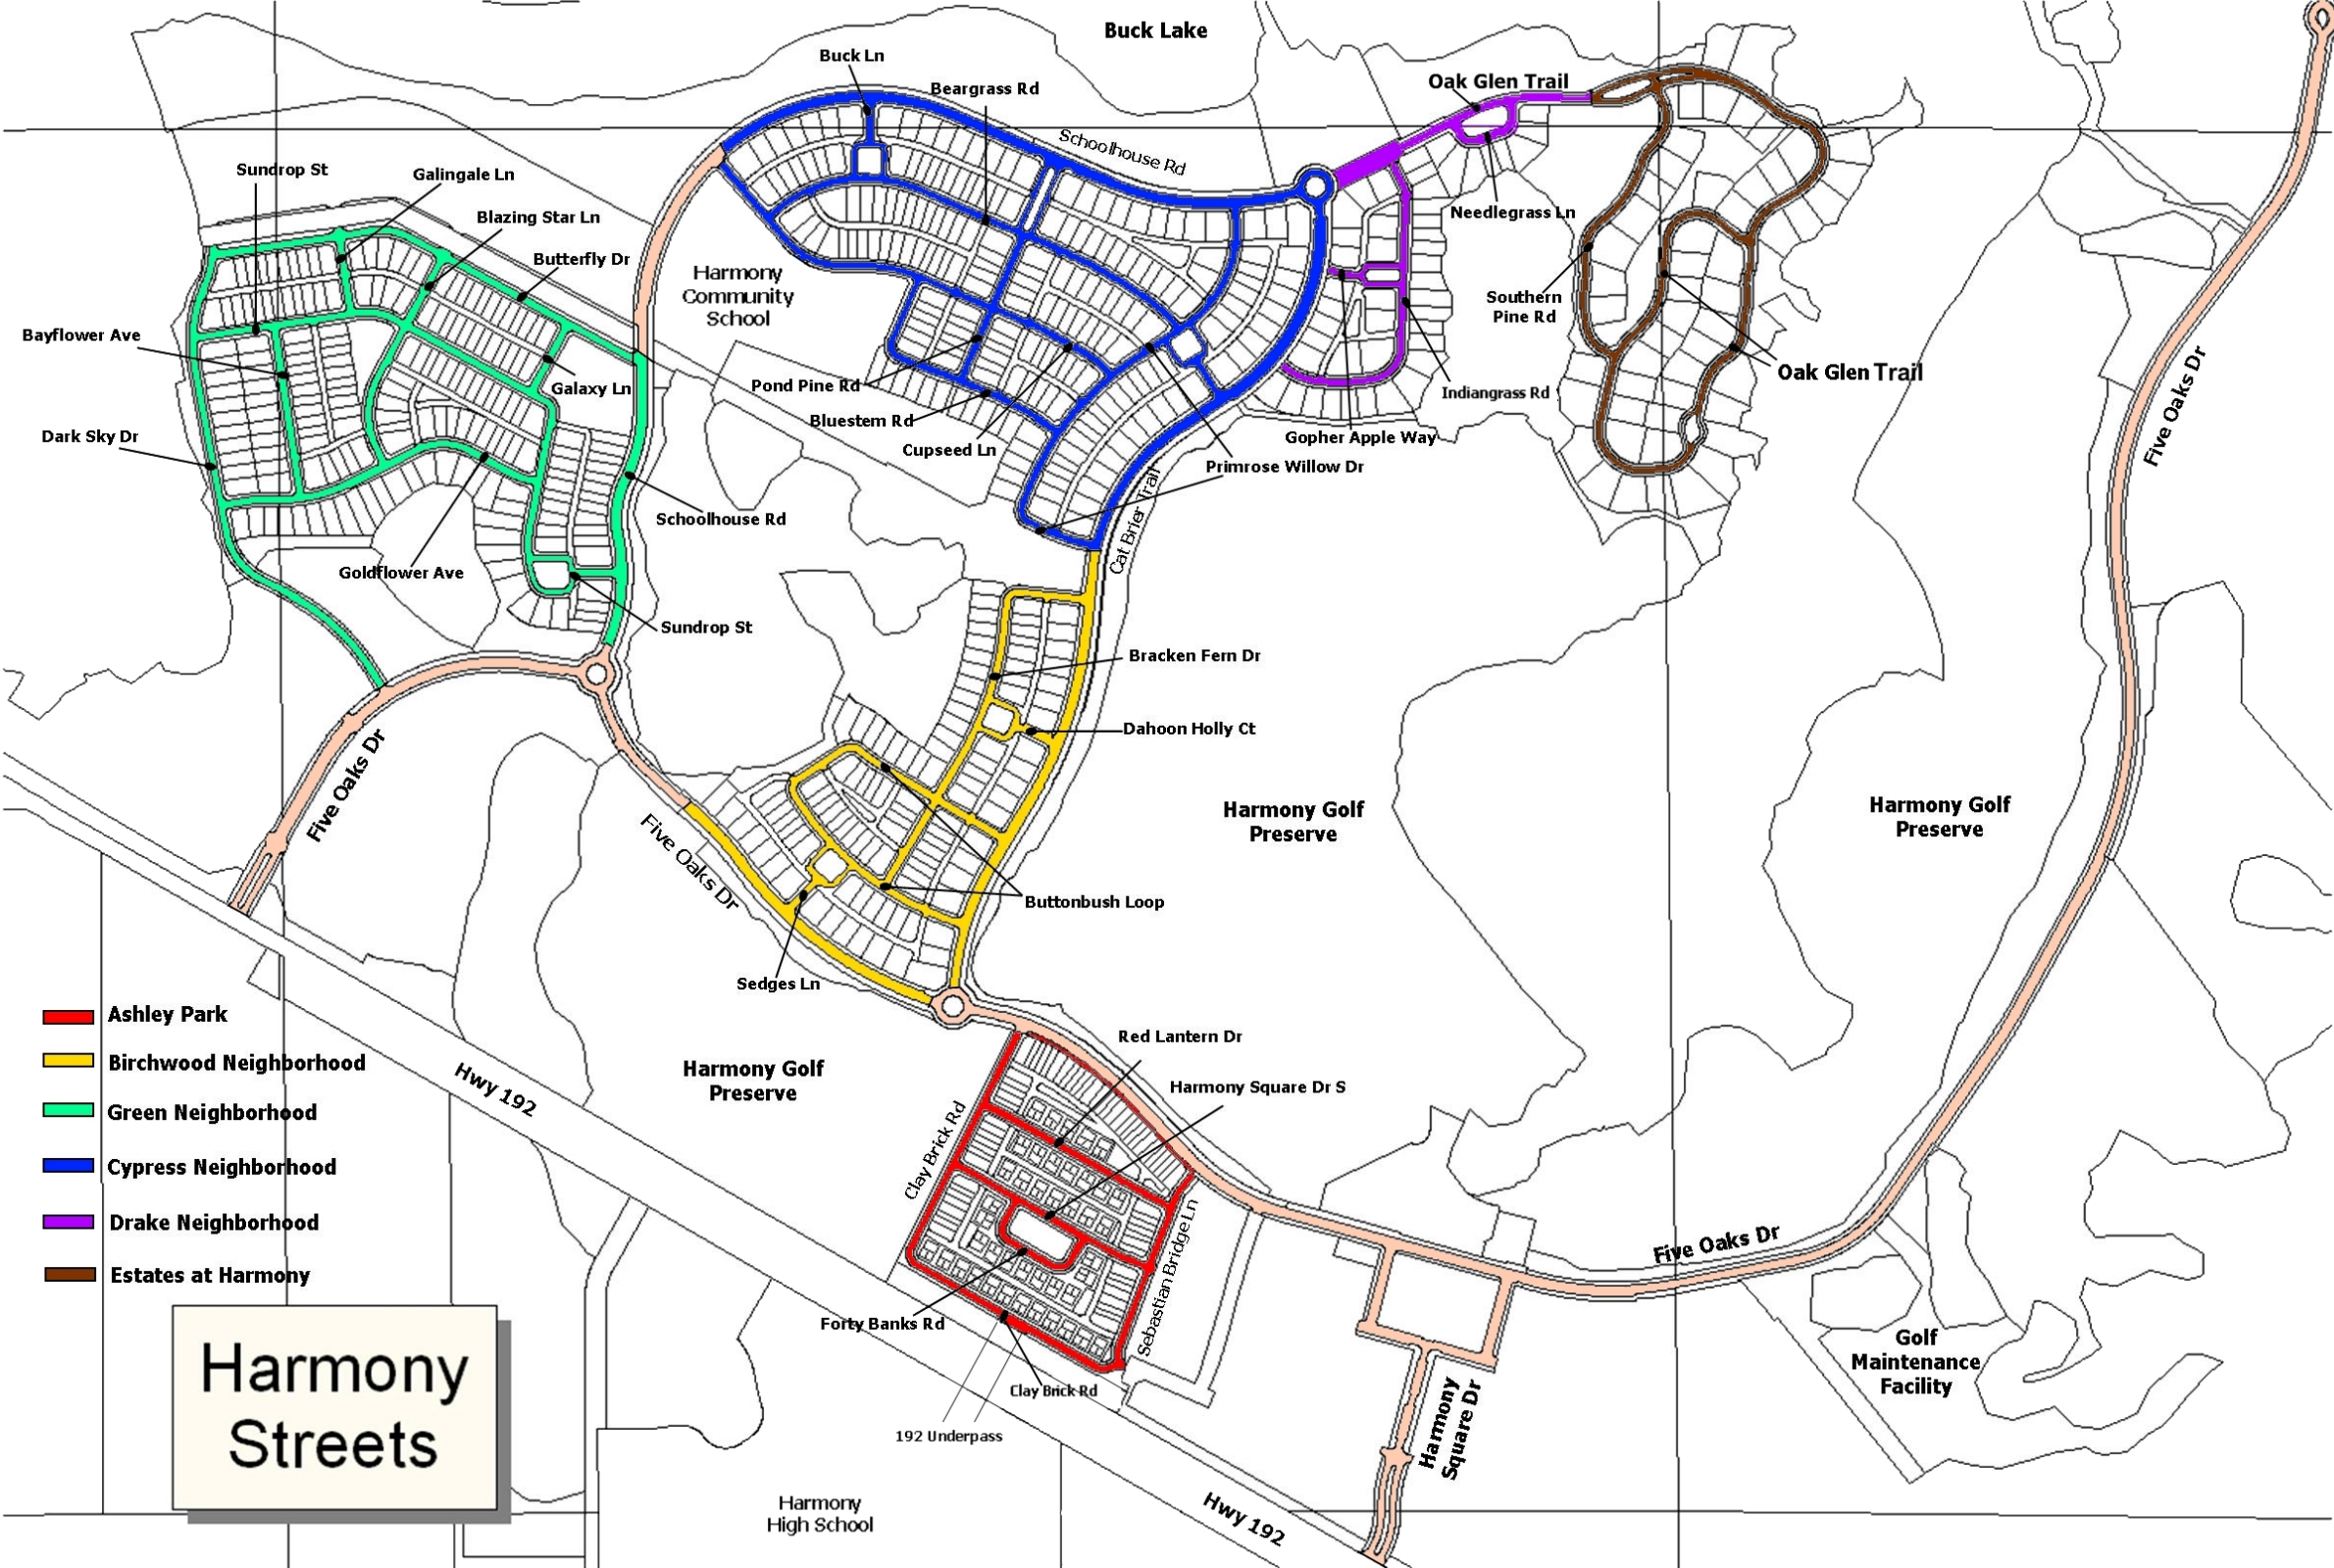 Buck Lake
Buck Ln
Beargrass Rd
Oak Glen Trail
Schoolhouse Rd
Sundrop St
Galingale Ln
Blazing Star Ln
Butterfly Dr
Needlegrass Ln
Harmony
Community
School
Southern
Pine Rd
Bayflower Ave
Galaxy Ln
Pond Pine Rd
Oak Glen Trail
Indiangrass Rd
Five Oaks Dr
Bluestem Rd
Cupseed Ln
Gopher Apple Way
Primrose Willow Dr
Dark Sky Dr
Schoolhouse Rd
Cat Brier Trail
Goldflower Ave
Sundrop St
Bracken Fern Dr
Dahoon Holly Ct
Five Oaks Dr
Five Oaks Dr
Harmony Golf
Preserve
Harmony Golf
Preserve
Buttonbush Loop
Sedges Ln
Ashley Park
Birchwood Neighborhood
Green Neighborhood
Cypress Neighborhood
Drake Neighborhood
Estates at Harmony
Hwy 192
Harmony Golf
Preserve
Red Lantern Dr
Harmony Square Dr S
Clay Brick Rd
Sebastian Bridge Ln
Five Oaks Dr
Forty Banks Rd
Clay Brick Rd
192 Underpass
Golf
Maintenance
Facility
Harmony
Square Dr
Harmony
Streets
Harmony
High School
Hwy 192